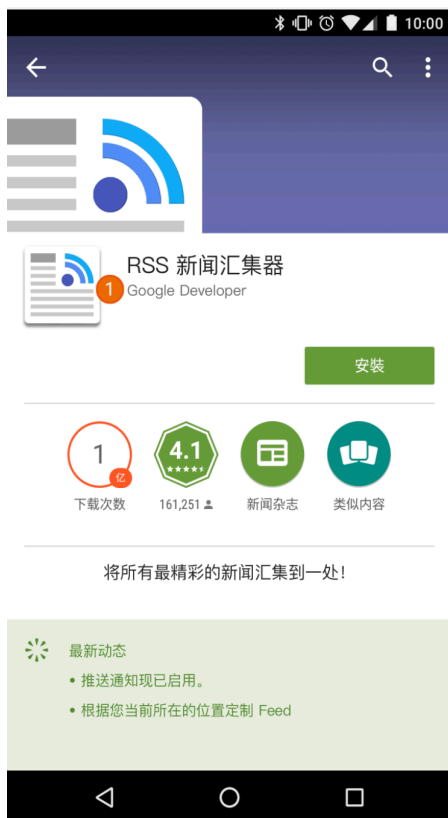 10:00
RSS 新闻汇集器
1
Google Developer
安裝
1
亿
4.1
下载次数
161,251
新闻杂志
类似内容
将所有最精彩的新闻汇集到一处!
最新动态
• 推送通知现已启用。
• 根据您当前所在的位置定制 Feed